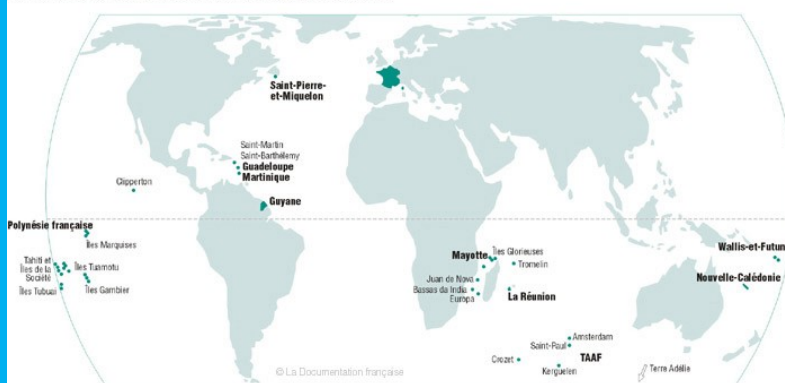 Saint-Pierre-
et-Miquelon
Saint-Martin
Saint-Barthélemy
Guadeloupe
Martinique
Clipperton
Guyane
Polynésie française
Îles Marquises
Tahiti et
Îles de la
Société
Îles Tuamotu
Îles Tubuai
Îles Gambier
Mayotte
Îles Glorieuses
Tromelin
Juan de Nova
Bassas da India
Europa
La Réunion
Wallis-et-Futun
Nouvelle-Calédonie
Amsterdam
Saint-Paul
TAAF
Crozet
Kerguelen
Terre Adélie
© La Documentation française